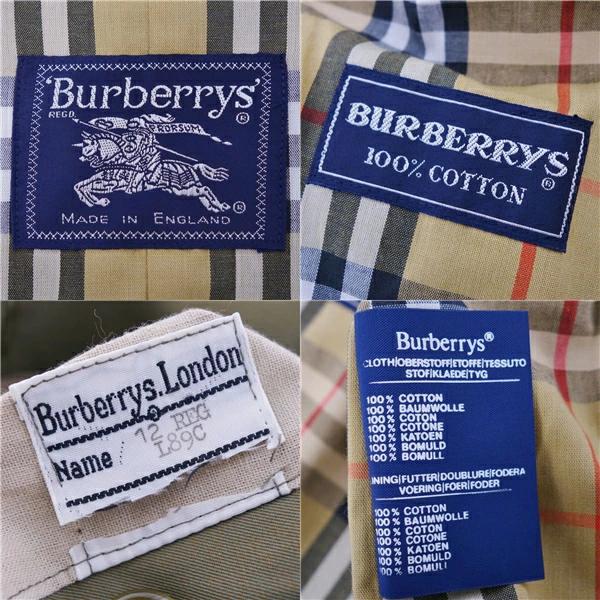 'Burberrys'
REGD.
PRORSUM
®
®
MADE IN ENGLAND
BURBERRYS®
100% COTTON
Burberrys.London
12 REG
Name L89C
Burberrys®
CLOTH|OBERSTOFF|ETOFFE|TESSUTO
STOF|KLAEDE|TYG
100% COTTON
100% BAUMWOLLE
100% COTON
100% COTONE
100% KATOEN
100% BOMULD
100% BOMULL
INING|FUTTER|DOUBLURE|FODERA
VOERING|FOER|FODER
100% COTTON
100% BAUMWOLLE
100% COTON
100% COTONE
100% KATOEN
100% BOMULD
100% BOMULL